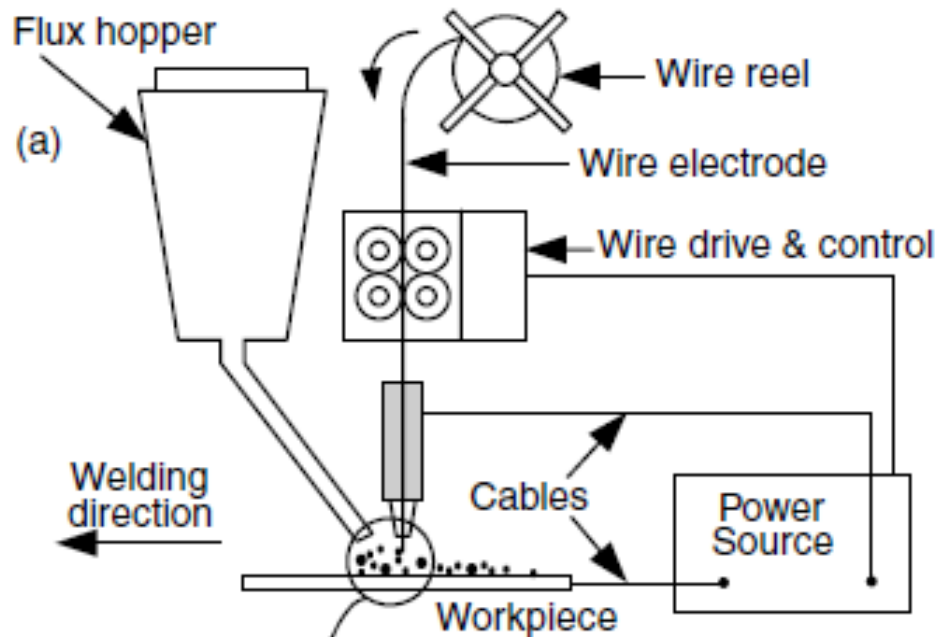 Flux hopper
(a)
Wire reel
Wire electrode
Wire drive & control
Welding
direction
Cables
Power
Source
Workpiece